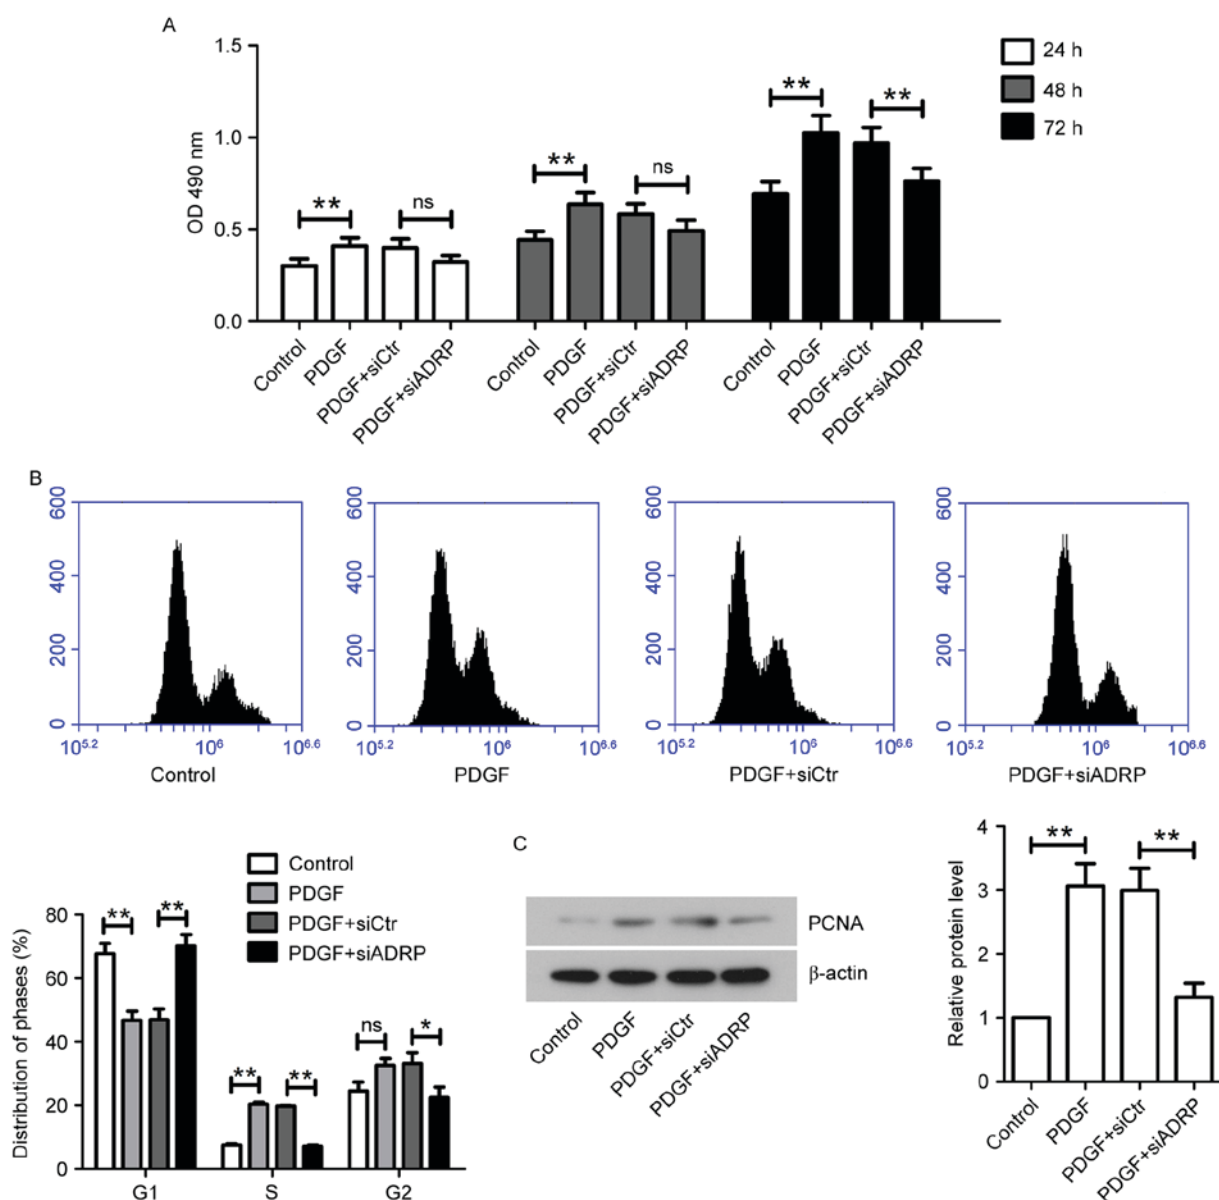 A
OD 490 nm
1.5
1.0
0.5
0.0
** ns ** ns ** **
Control PDGF PDGF+siCtr PDGF+siADRP
Control PDGF PDGF+siCtr PDGF+siADRP
Control PDGF PDGF+siCtr PDGF+siADRP
24 h
48 h
72 h
B
600 400 200 0
10^5.2 10^6 10^6.6
Control
600 400 200 0
10^5.2 10^6 10^6.6
PDGF
600 400 200 0
10^5.2 10^6 10^6.6
PDGF+siCtr
600 400 200 0
10^5.2 10^6 10^6.6
PDGF+siADRP
Control
PDGF
PDGF+siCtr
PDGF+siADRP
Distribution of phases (%)
80
60
40
20
0
** ** ** ** ns *
G1 S G2
C
PCNA
β-actin
Control PDGF PDGF+siCtr PDGF+siADRP
Relative protein level
4
3
2
1
0
** **
Control PDGF PDGF+siCtr PDGF+siADRP